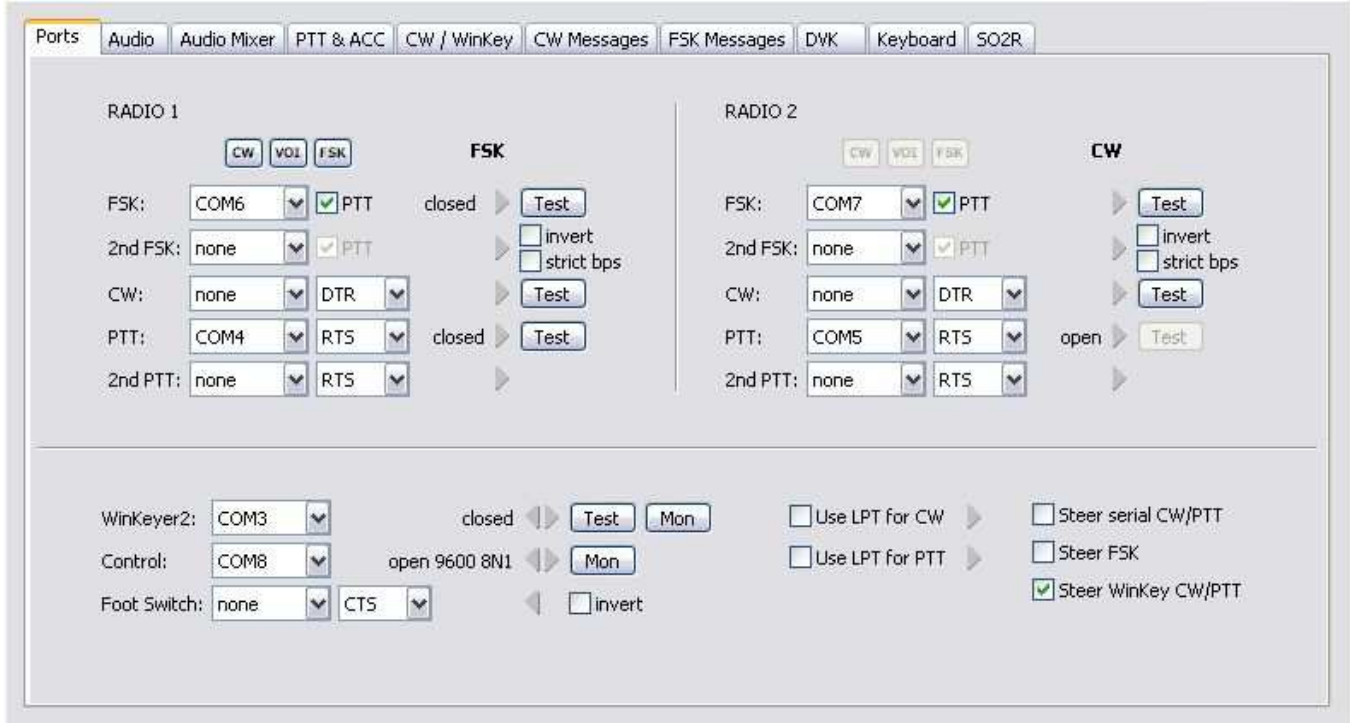 Ports Audio Audio Mixer PTT & ACC CW / WinKey CW Messages FSK Messages DVK Keyboard SO2R
RADIO 1
CW VOI FSK FSK
FSK: COM6 PTT closed Test
2nd FSK: none PTT
invert
strict bps
CW: none DTR Test
PTT: COM4 RTS closed Test
2nd PTT: none RTS
RADIO 2
CW VOI FSK CW
FSK: COM7 PTT Test
2nd FSK: none PTT
invert
strict bps
CW: none DTR Test
PTT: COM5 RTS open Test
2nd PTT: none RTS
WinKeyer2: COM3 closed Test Mon
Control: COM8 open 9600 8N1 Mon
Foot Switch: none CTS invert
Use LPT for CW
Use LPT for PTT
Steer serial CW/PTT
Steer FSK
Steer WinKey CW/PTT